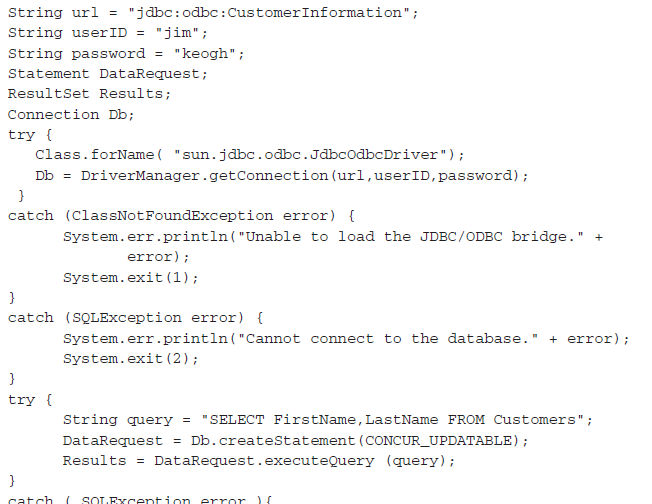 String url = "jdbc:odbc:CustomerInformation";
String userID = "jim";
String password = "keogh";
Statement DataRequest;
ResultSet Results;
Connection Db;
try {
   Class.forName( "sun.jdbc.odbc.JdbcOdbcDriver");
   Db = DriverManager.getConnection(url,userID,password);
 }
catch (ClassNotFoundException error) {
      System.err.println("Unable to load the JDBC/ODBC bridge." +
             error);
      System.exit(1);
}
catch (SQLException error) {
      System.err.println("Cannot connect to the database." + error);
      System.exit(2);
}
try {
      String query = "SELECT FirstName,LastName FROM Customers";
      DataRequest = Db.createStatement(CONCUR_UPDATABLE);
      Results = DataRequest.executeQuery (query);
}
catch ( SQLException error ){